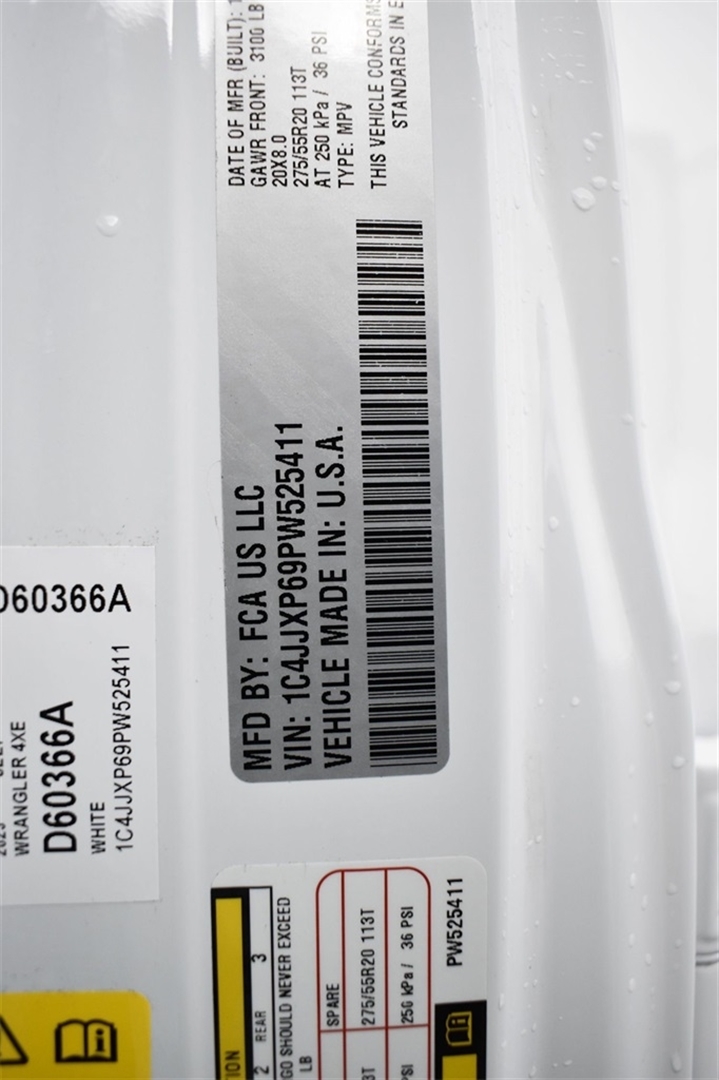 DATE OF MFR (BUILT):
GAWR FRONT: 3100 LB
20X8.0
275/55R20 113T
AT 250 kPa / 36 PSI
TYPE: MPV
THIS VEHICLE CONFORMS
STANDARDS IN
MFD BY: FCA US LLC
VIN: 1C4JJXP69PW525411
VEHICLE MADE IN: U.S.A.
D60366A
WRANGLER 4XE
D60366A
WHITE
1C4JJXP69PW525411
2 REAR 3
SHOULD NEVER EXCEED
LB
SPARE
275/55R20 113T
250 kPa / 36 PSI
PSI
PW525411